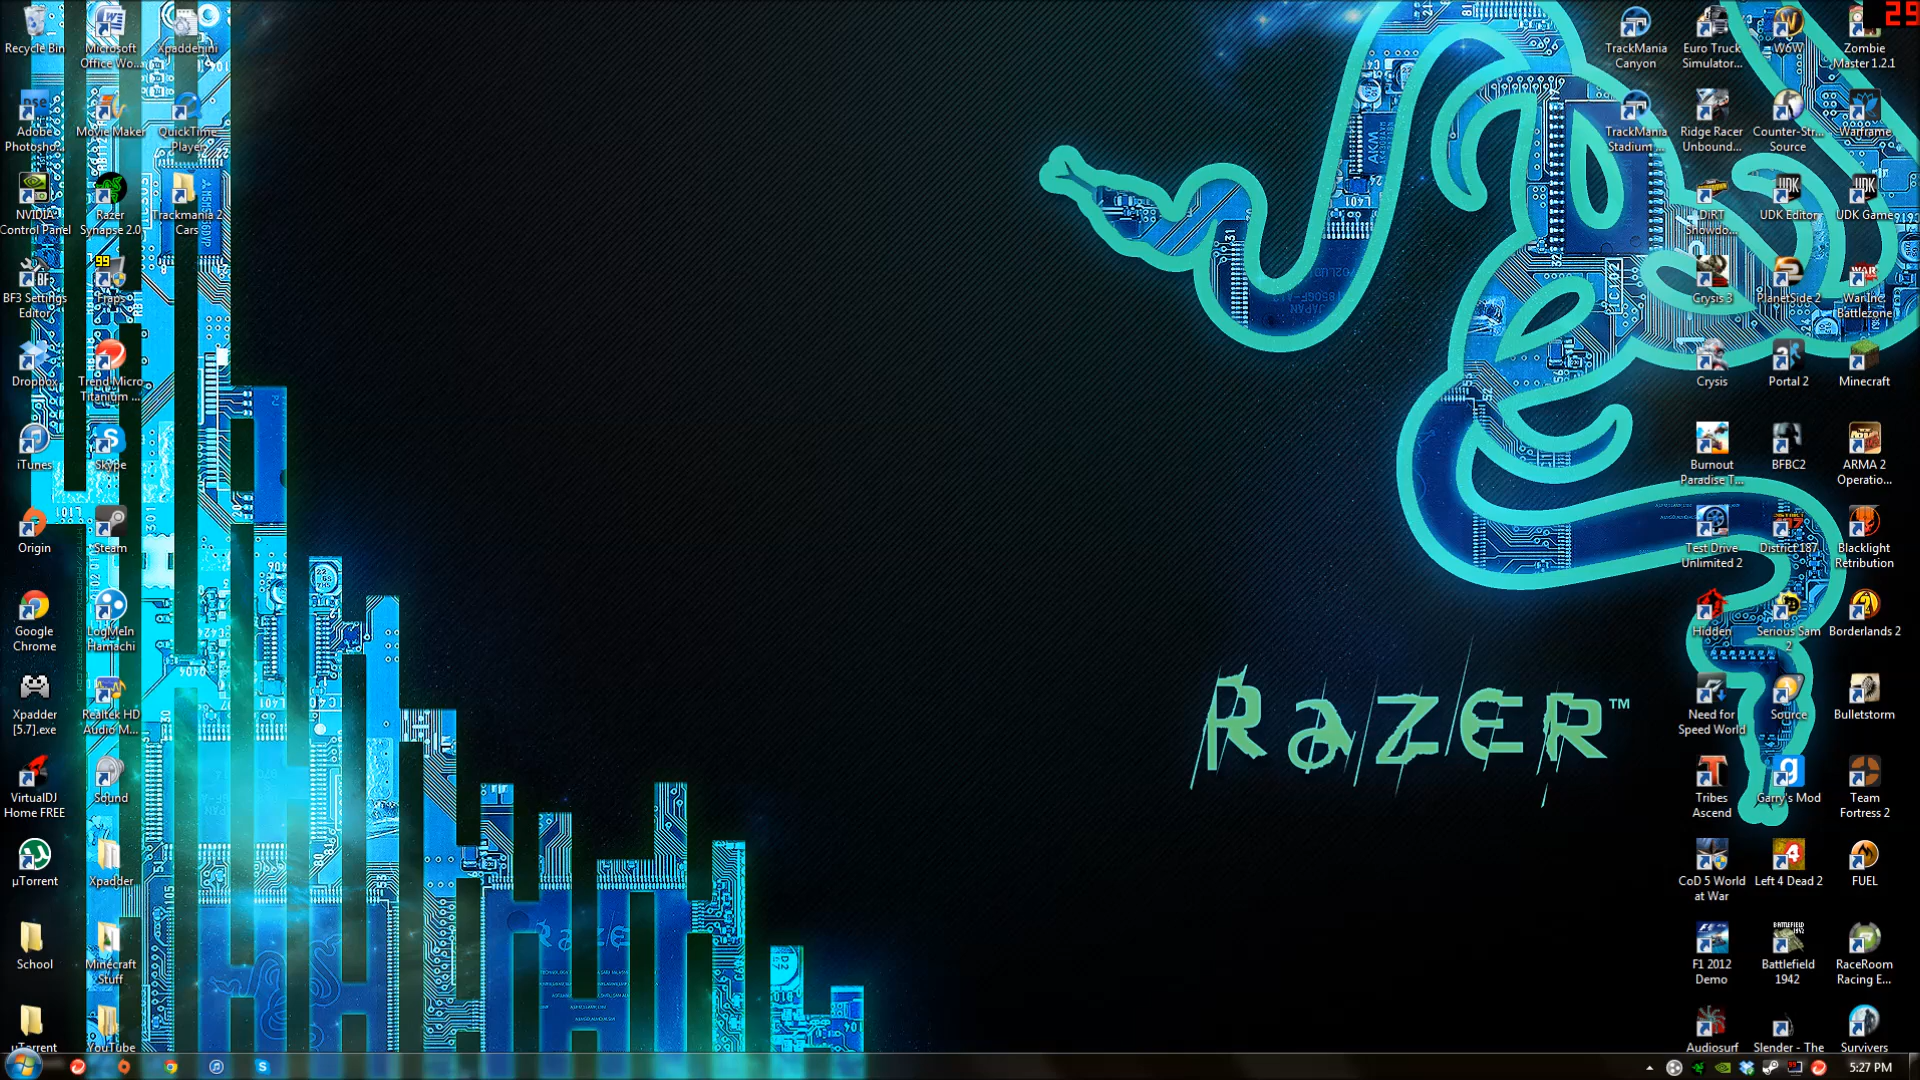 Recycle Bin
Microsoft
Office Wo...
Xpadder.ini
Adobe
Photosho...
Movie Maker
QuickTime
Player
NVIDIA
Control Panel
Razer
Synapse 2.0
Trackmania 2
Cars
BF3 Settings
Editor
99
Fraps
Dropbox
Trend Micro
Titanium ...
iTunes
Skype
Origin
Steam
Google
Chrome
LogMeIn
Hamachi
Xpadder
[5.7].exe
Realtek HD
Audio M...
VirtualDJ
Home FREE
Sound
µTorrent
Xpadder
School
Minecraft
Stuff
µTorrent
YouTube
29
TrackMania
Canyon
Euro Truck
Simulator...
WoW
Zombie
Master 1.2.1
TrackMania
Stadium ...
Ridge Racer
Unbound...
Counter-Str...
Source
Warframe
DiRT
Showdo...
UDK Editor
UDK Game
Crysis 3
PlanetSide 2
WarInc.
Battlezone
Crysis
Portal 2
Minecraft
Burnout
Paradise T...
BFBC2
ARMA 2
Operatio...
Test Drive
Unlimited 2
District 187
Blacklight
Retribution
Hidden
Serious Sam
2
Borderlands 2
Need for
Speed World
Source
Bulletstorm
Tribes
Ascend
Garry's Mod
Team
Fortress 2
CoD 5 World
at War
Left 4 Dead 2
FUEL
F1 2012
Demo
Battlefield
1942
RaceRoom
Racing E...
Audiosurf
Slender - The
Survivers
RAZER™
5:27 PM